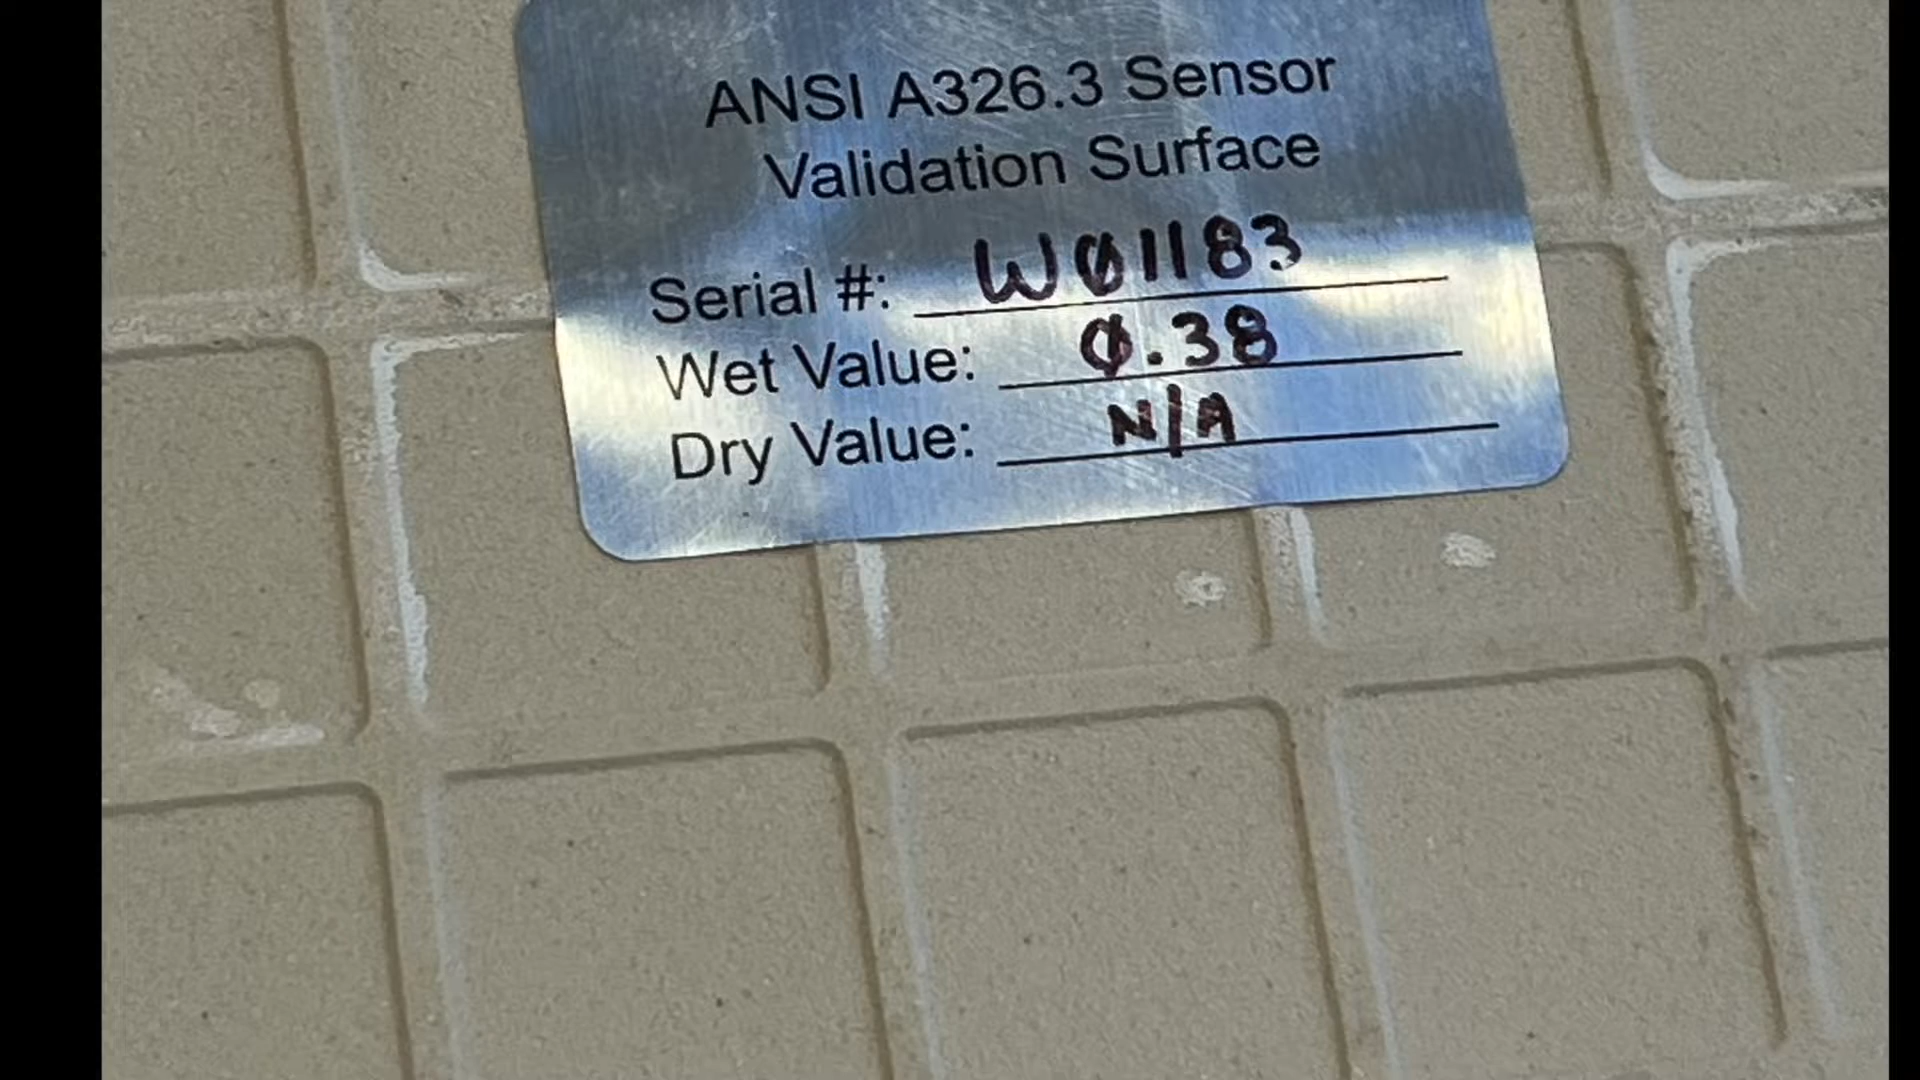 ANSI A326.3 Sensor
Validation Surface
Serial #: W01183
Wet Value: 0.38
Dry Value: N/A